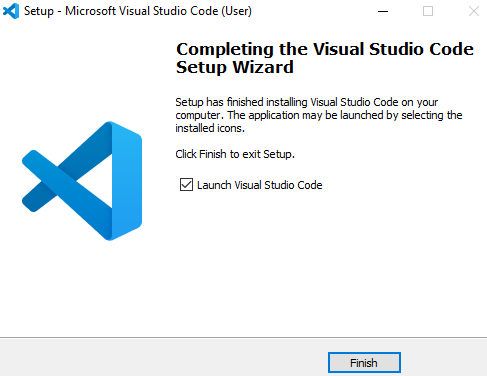 Setup - Microsoft Visual Studio Code (User)
Completing the Visual Studio Code
Setup Wizard
Setup has finished installing Visual Studio Code on your
computer. The application may be launched by selecting the
installed icons.
Click Finish to exit Setup.
Launch Visual Studio Code
Finish